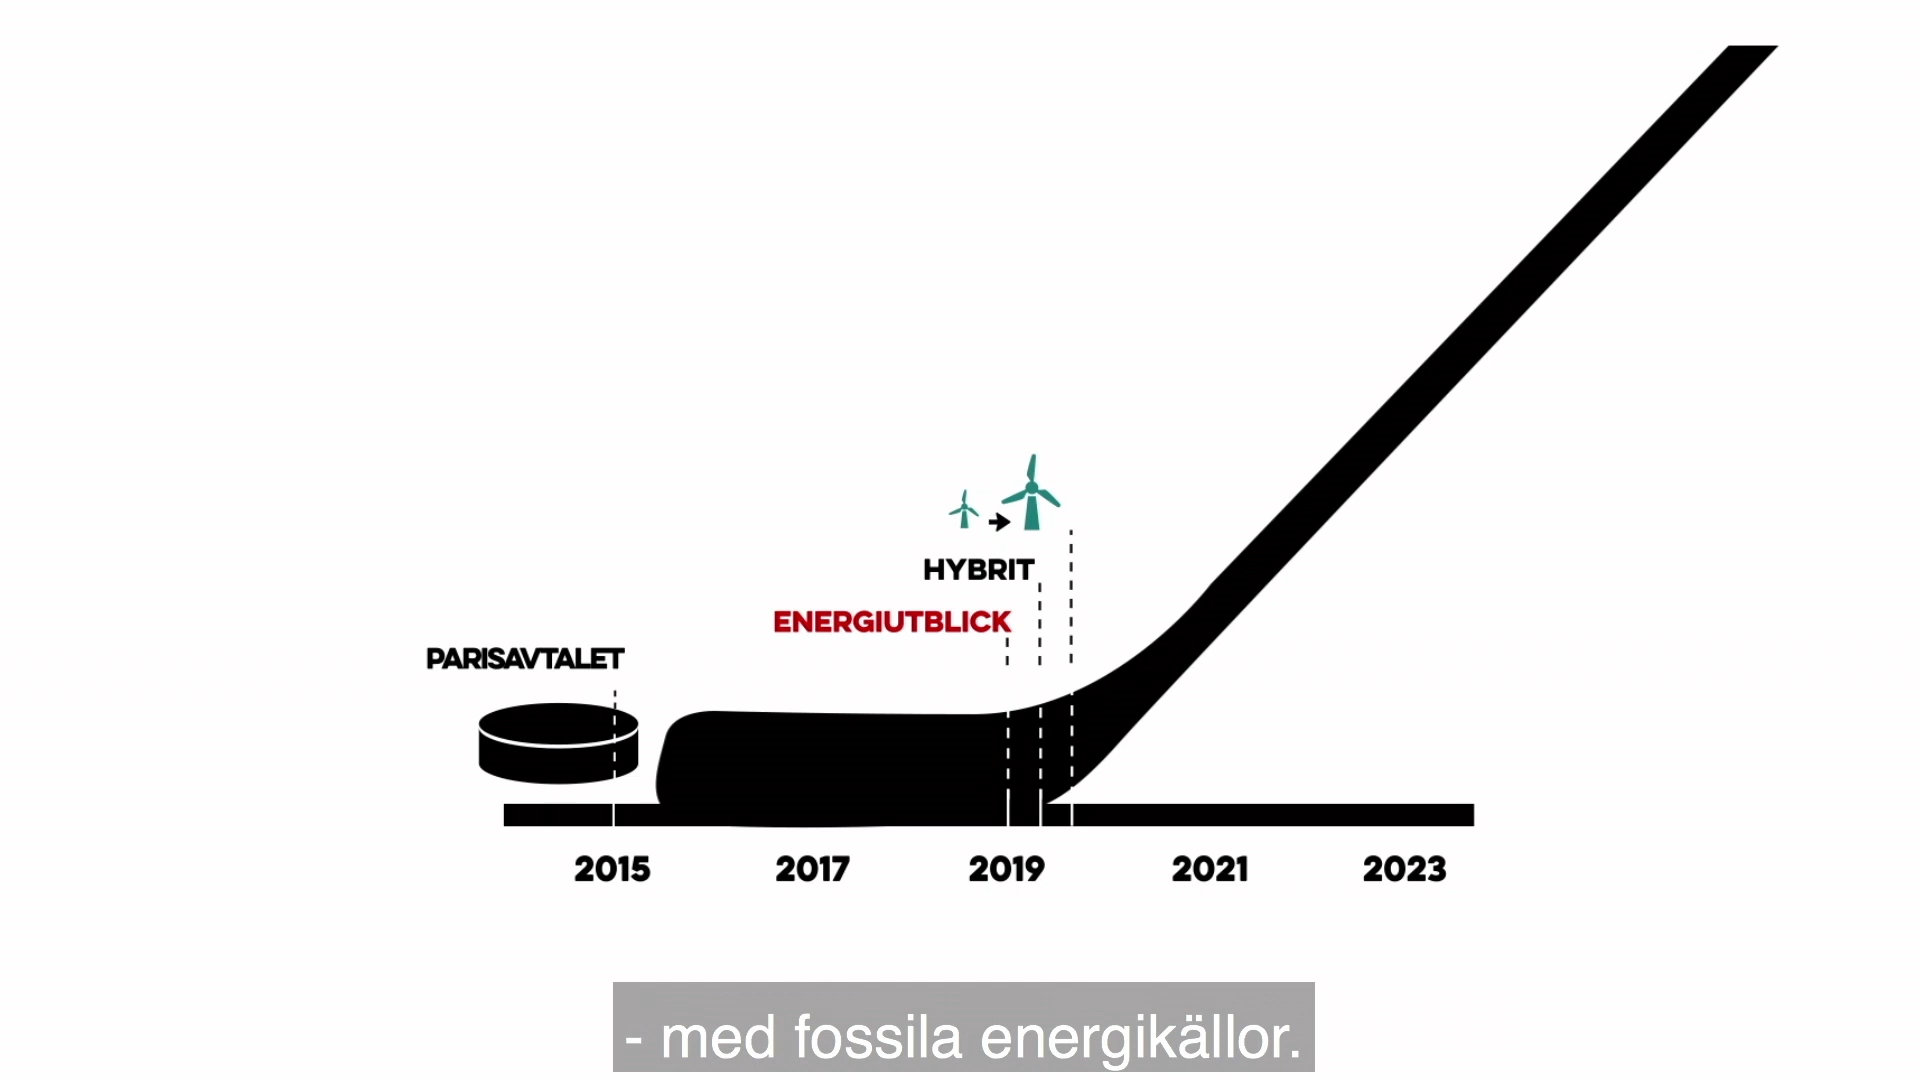 HYBRIT
ENERGIUTBLICK
PARISAVTALET
2015 2017 2019 2021 2023
- med fossila energikällor.